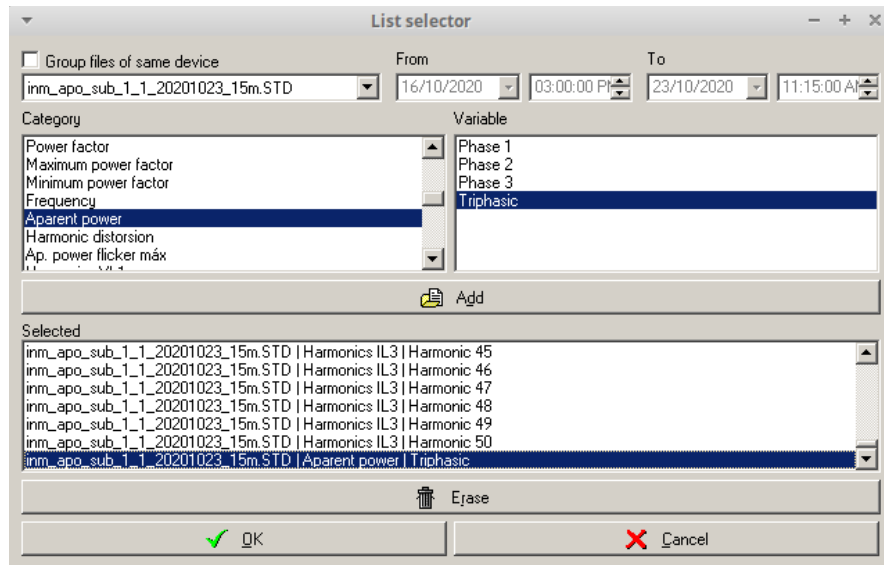 List selector
Group files of same device
From
To
inm_apo_sub_1_1_20201023_15m.STD
16/10/2020
03:00:00 PM
23/10/2020
11:15:00 AM
Category
Variable
Power factor
Maximum power factor
Minimum power factor
Frequency
Aparent power
Harmonic distorsion
Ap. power flicker máx
Phase 1
Phase 2
Phase 3
Triphasic
Add
Selected
inm_apo_sub_1_1_20201023_15m.STD | Harmonics IL3 | Harmonic 45
inm_apo_sub_1_1_20201023_15m.STD | Harmonics IL3 | Harmonic 46
inm_apo_sub_1_1_20201023_15m.STD | Harmonics IL3 | Harmonic 47
inm_apo_sub_1_1_20201023_15m.STD | Harmonics IL3 | Harmonic 48
inm_apo_sub_1_1_20201023_15m.STD | Harmonics IL3 | Harmonic 49
inm_apo_sub_1_1_20201023_15m.STD | Harmonics IL3 | Harmonic 50
inm_apo_sub_1_1_20201023_15m.STD | Aparent power | Triphasic
Erase
OK
Cancel